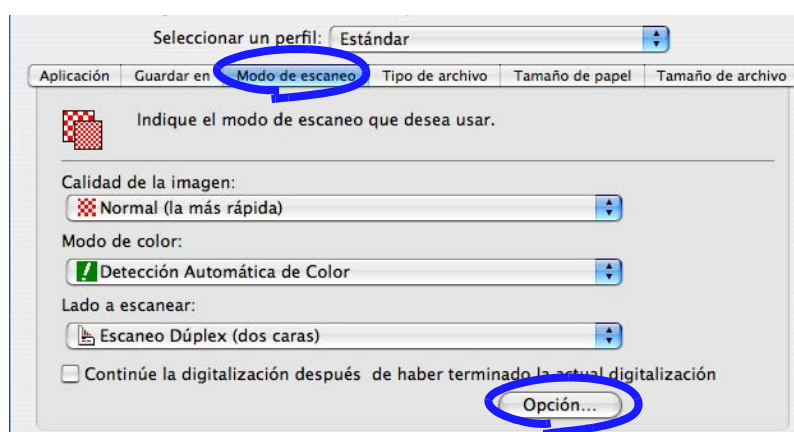 Seleccionar un perfil: Estándar
Aplicación Guardar en Modo de escaneo Tipo de archivo Tamaño de papel Tamaño de archivo
Indique el modo de escaneo que desea usar.
Calidad de la imagen:
Normal (la más rápida)
Modo de color:
Detección Automática de Color
Lado a escanear:
Escaneo Dúplex (dos caras)
Continúe la digitalización después de haber terminado la actual digitalización
Opción...